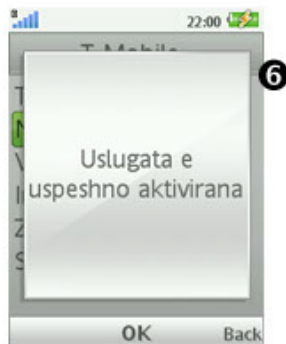 22:00
T-Mobile
6
Uslugata e
uspeshno aktivirana
OK
Back